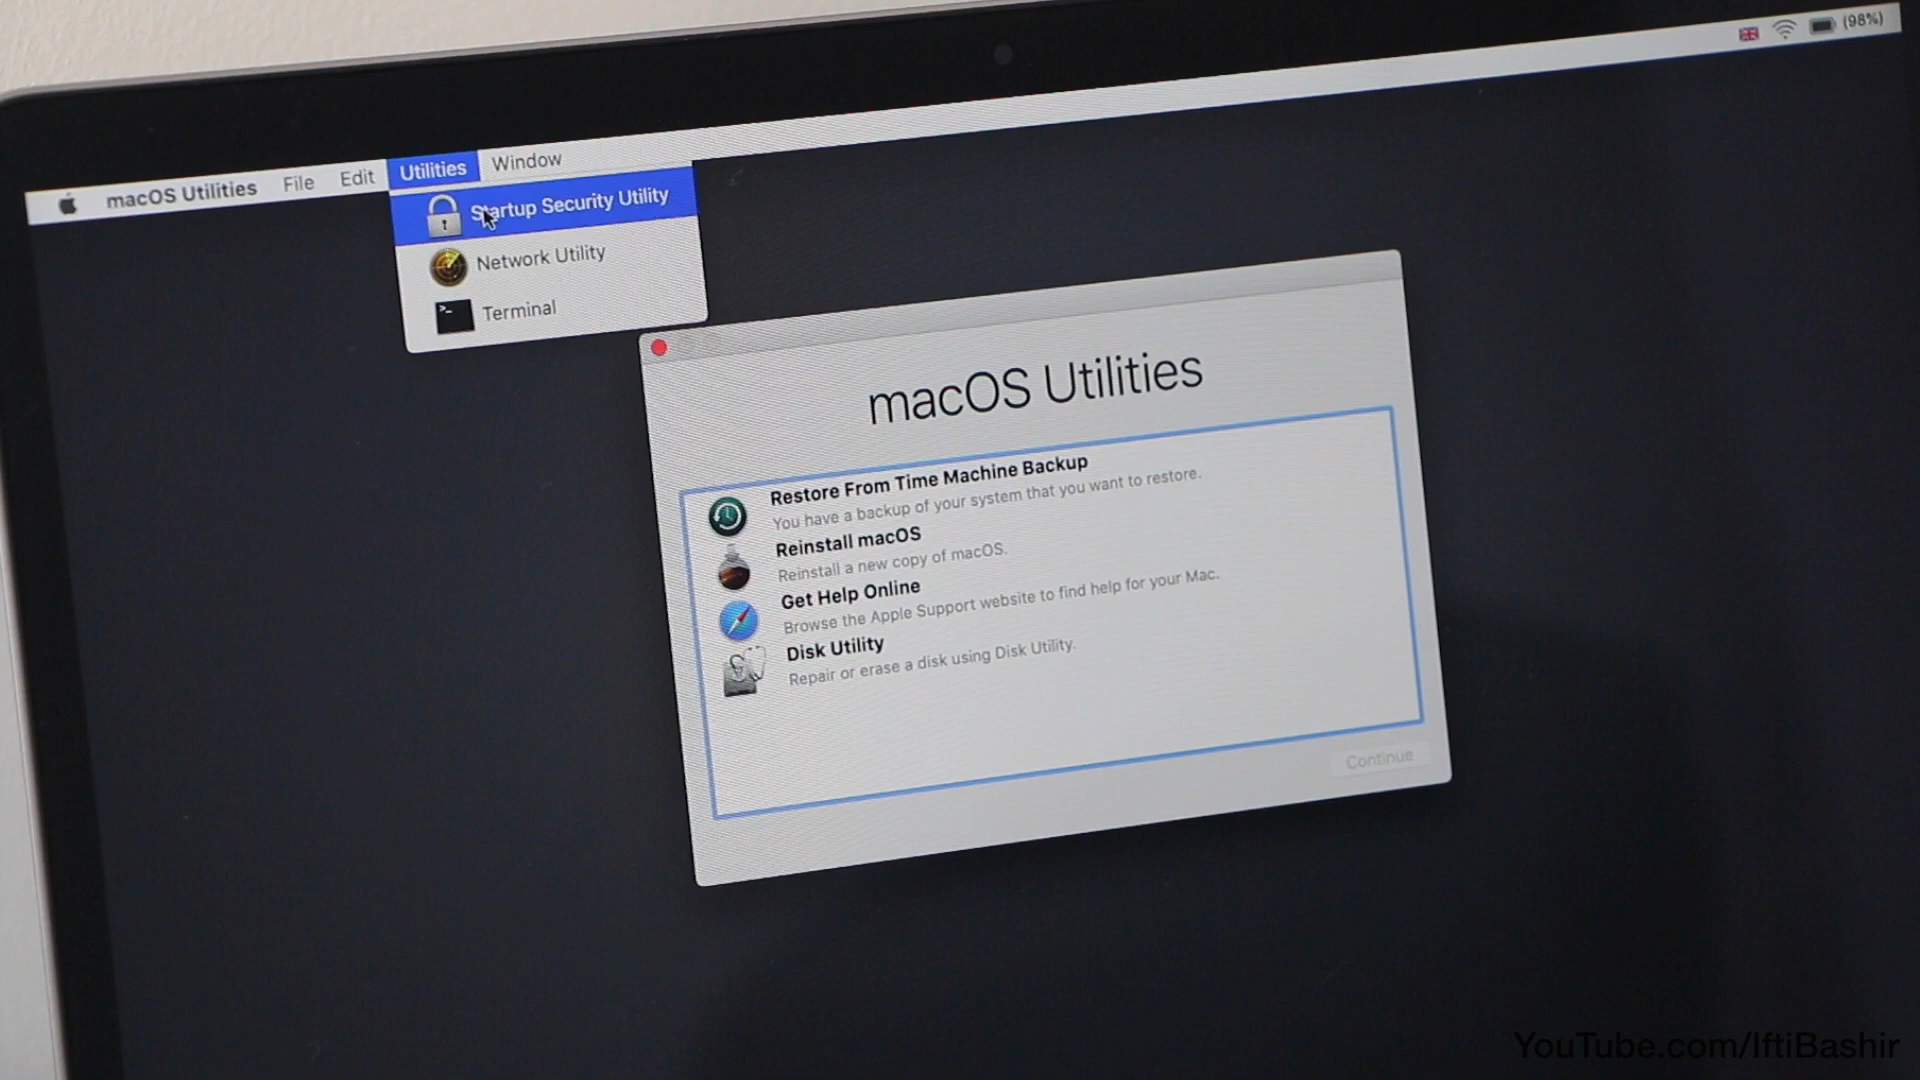 macOS Utilities File Edit Utilities Window (98%)
Startup Security Utility
Network Utility
Terminal
macOS Utilities
Restore From Time Machine Backup
You have a backup of your system that you want to restore.
Reinstall macOS
Reinstall a new copy of macOS.
Get Help Online
Browse the Apple Support website to find help for your Mac.
Disk Utility
Repair or erase a disk using Disk Utility.
Continue
YouTube.com/IftiBashir